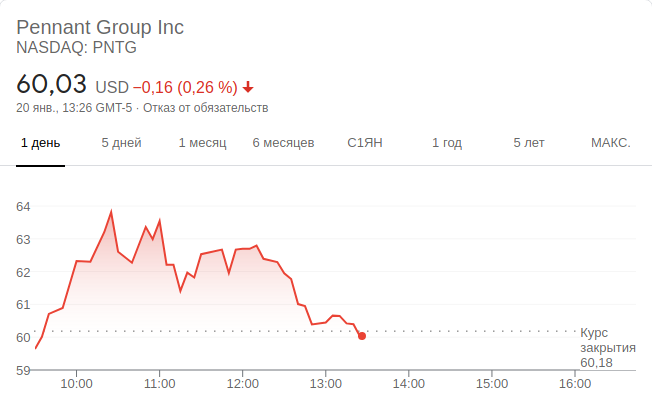 Pennant Group Inc
NASDAQ: PNTG
60,03 USD −0,16 (0,26 %)
20 янв., 13:26 GMT-5 · Отказ от обязательств
1 день 5 дней 1 месяц 6 месяцев С1ЯН 1 год 5 лет МАКС.
64
63
62
61
60
59
Курс
закрытия
60,18
10:00 11:00 12:00 13:00 14:00 15:00 16:00